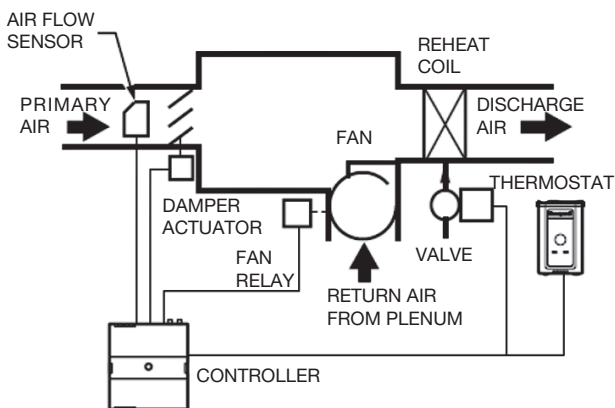 AIR FLOW
SENSOR
PRIMARY
AIR
REHEAT
COIL
DISCHARGE
AIR
FAN
DAMPER
ACTUATOR
THERMOSTAT
VALVE
FAN
RELAY
RETURN AIR
FROM PLENUM
CONTROLLER